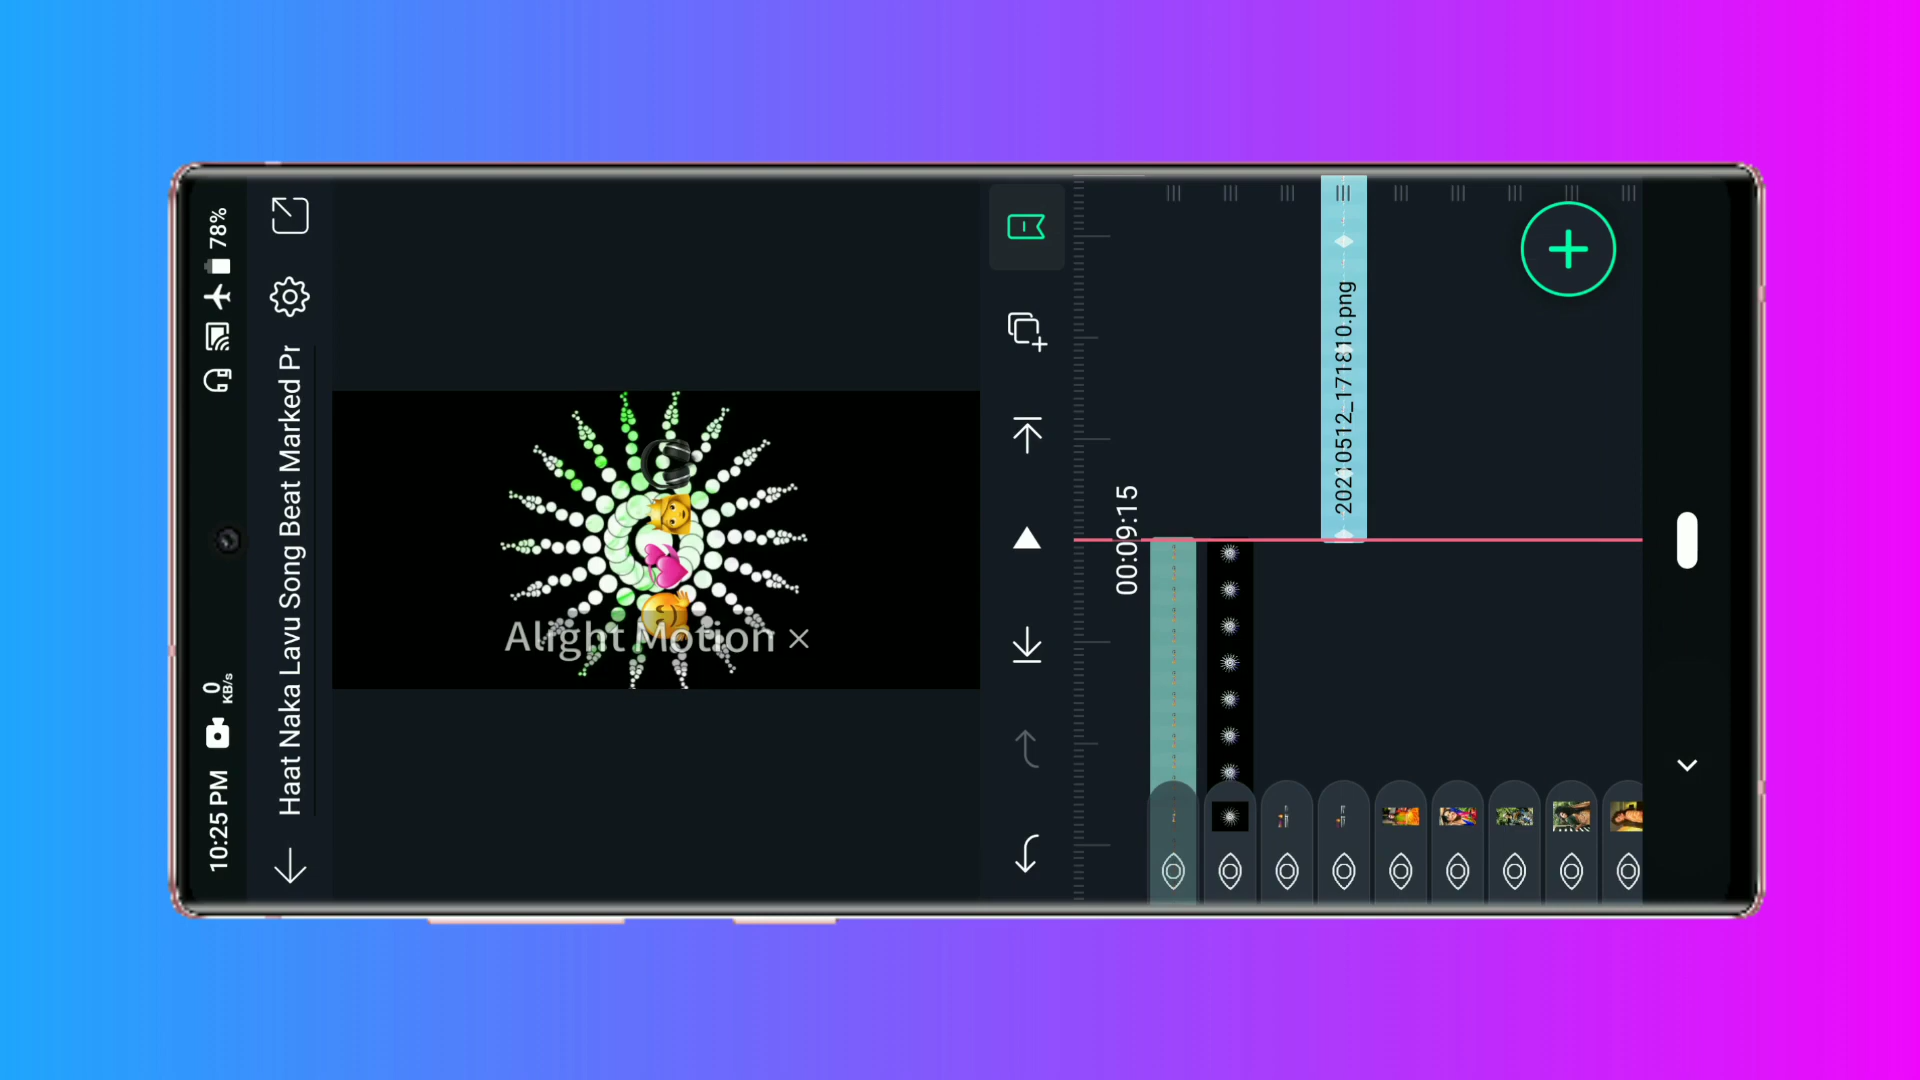 10:25 PM
0
KB/s
78%
Haat Naka Lavu Song Beat Marked Pr
Alight Motion ×
00:09:15
20210512_171810.png